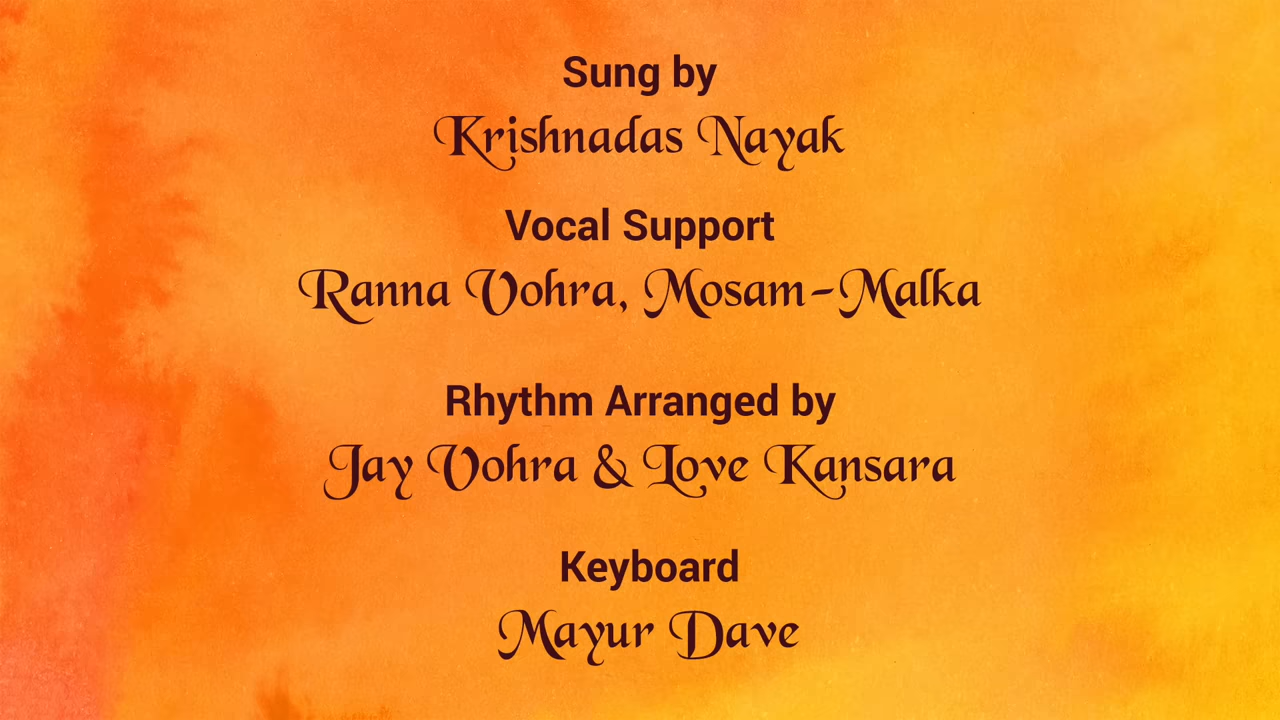 Sung by
Krishnadas Nayak
Vocal Support
Ranna Vohra, Mosam-Malka
Rhythm Arranged by
Jay Vohra & Love Kansara
Keyboard
Mayur Dave